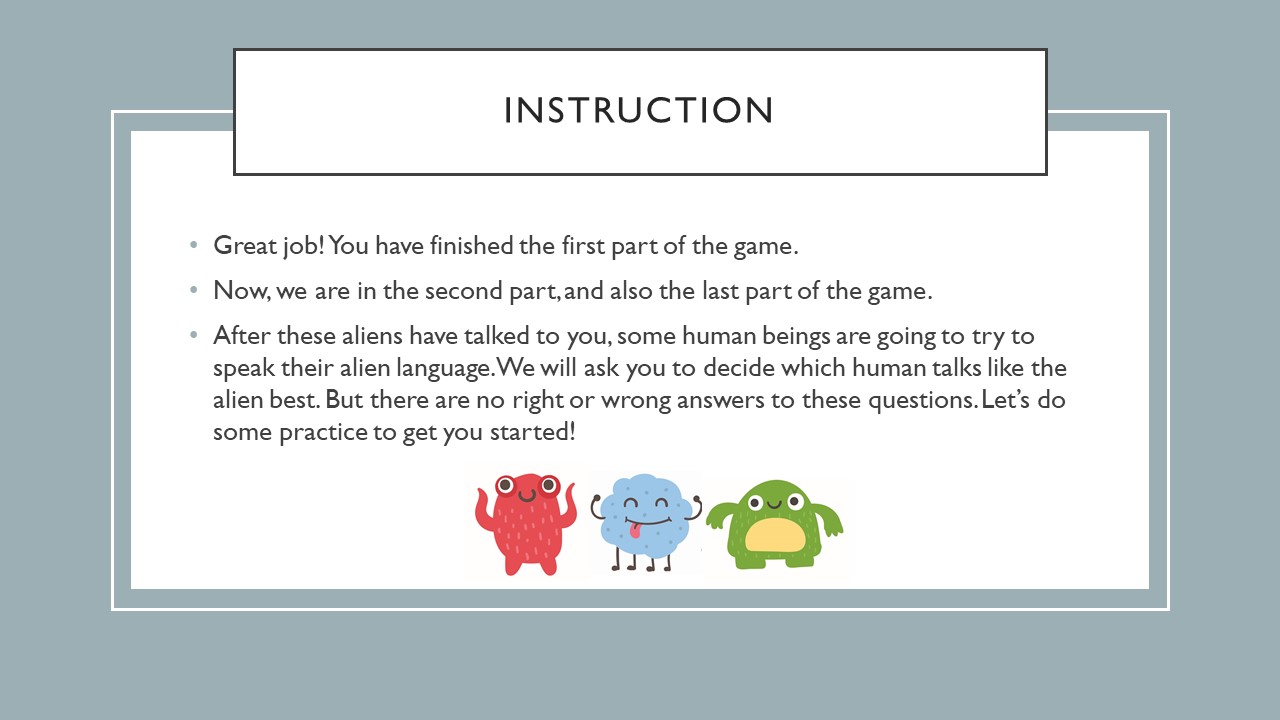 INSTRUCTION
• Great job! You have finished the first part of the game.
• Now, we are in the second part, and also the last part of the game.
• After these aliens have talked to you, some human beings are going to try to
speak their alien language. We will ask you to decide which human talks like the
alien best. But there are no right or wrong answers to these questions. Let’s do
some practice to get you started!